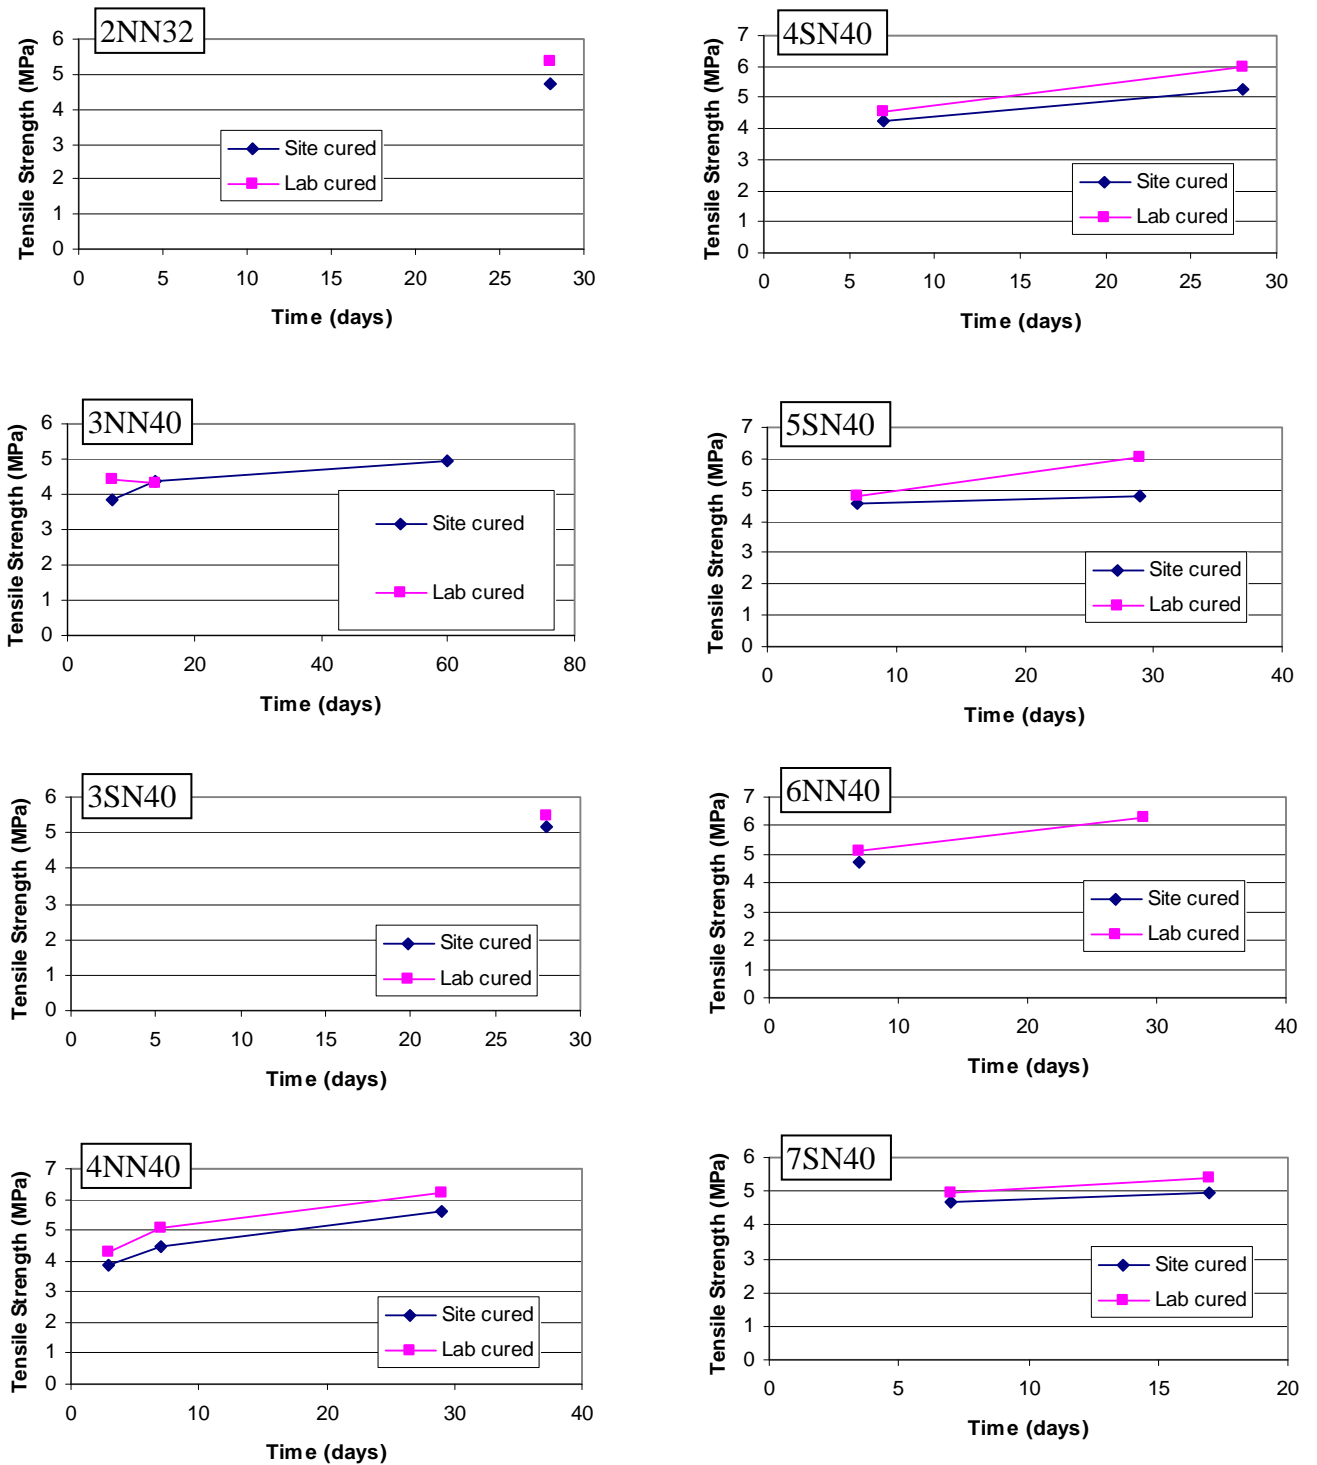 2NN32
Tensile Strength (MPa)
6
5
4
3
2
1
0
Site cured
Lab cured
0 5 10 15 20 25 30
Time (days)
4SN40
Tensile Strength (MPa)
7
6
5
4
3
2
1
0
Site cured
Lab cured
0 5 10 15 20 25 30
Time (days)
3NN40
Tensile Strength (MPa)
6
5
4
3
2
1
0
Site cured
Lab cured
0 20 40 60 80
Time (days)
5SN40
Tensile Strength (MPa)
7
6
5
4
3
2
1
0
Site cured
Lab cured
0 10 20 30 40
Time (days)
3SN40
Tensile Strength (MPa)
6
5
4
3
2
1
0
Site cured
Lab cured
0 5 10 15 20 25 30
Time (days)
6NN40
Tensile Strength (MPa)
7
6
5
4
3
2
1
0
Site cured
Lab cured
0 10 20 30 40
Time (days)
4NN40
Tensile Strength (MPa)
7
6
5
4
3
2
1
0
Site cured
Lab cured
0 10 20 30 40
Time (days)
7SN40
Tensile Strength (MPa)
6
5
4
3
2
1
0
Site cured
Lab cured
0 5 10 15 20
Time (days)